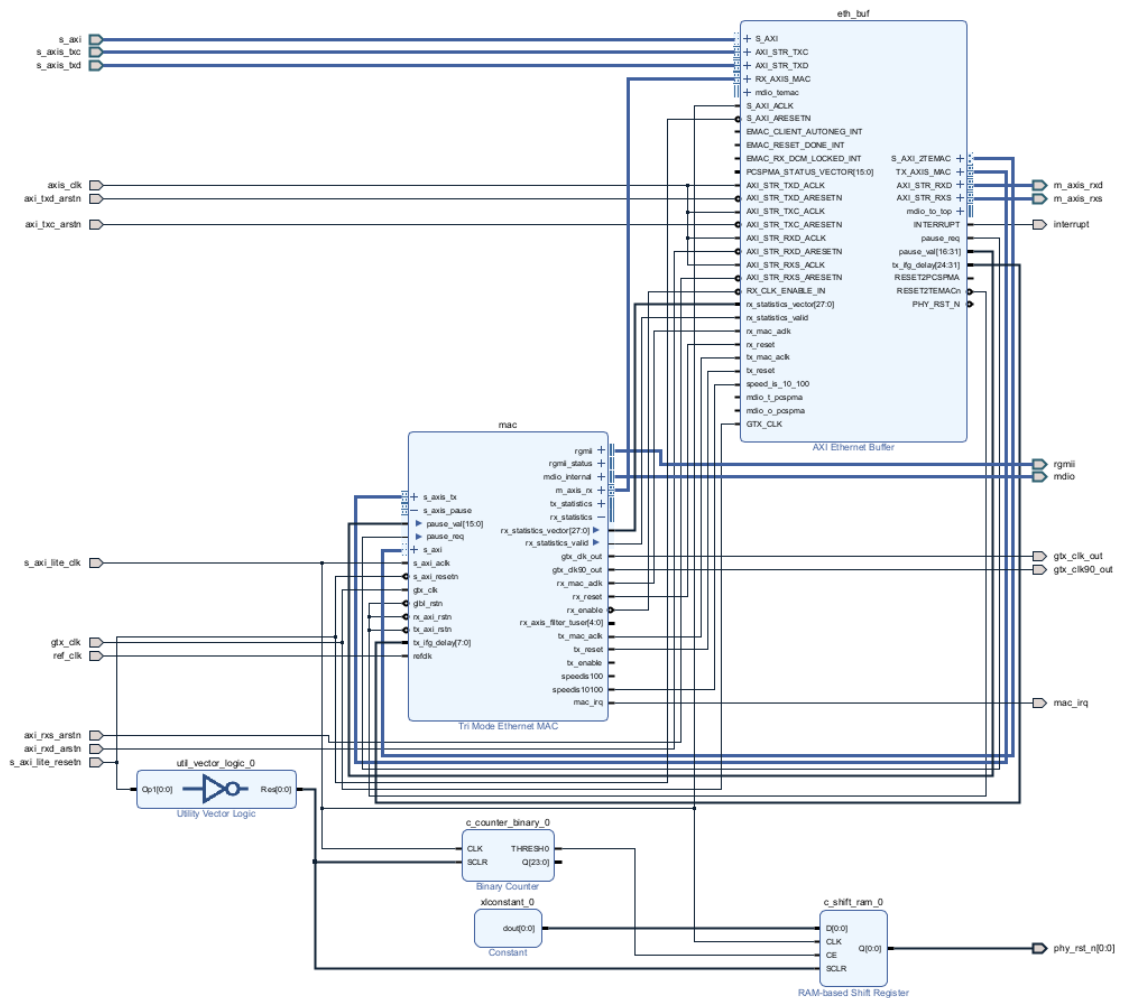 eth_buf
s_axi
s_axis_txc
s_axis_txd
+ S_AXI
+ AXI_STR_TXC
+ AXI_STR_TXD
+ RX_AXIS_MAC
+ mdio_temac
S_AXI_ACLK
S_AXI_ARESETN
EMAC_CLIENT_AUTONEG_INT
EMAC_RESET_DONE_INT
EMAC_RX_DCM_LOCKED_INT
PCSPMA_STATUS_VECTOR[15:0]
AXI_STR_TXD_ACLK
AXI_STR_TXD_ARESETN
AXI_STR_TXC_ACLK
AXI_STR_TXC_ARESETN
AXI_STR_RXD_ACLK
AXI_STR_RXD_ARESETN
AXI_STR_RXS_ACLK
AXI_STR_RXS_ARESETN
RX_CLK_ENABLE_IN
rx_statistics_vector[27:0]
rx_statistics_valid
rx_mac_aclk
rx_reset
tx_mac_aclk
tx_reset
speed_is_10_100
mdio_t_pcspma
mdio_o_pcspma
GTX_CLK
S_AXI_2TEMAC +
TX_AXIS_MAC +
AXI_STR_RXD +
AXI_STR_RXS +
mdio_to_top +
INTERRUPT
pause_req
pause_val[16:31]
tx_ifg_delay[24:31]
RESET2PCSPMA
RESET2TEMACn
PHY_RST_N
AXI Ethernet Buffer
m_axis_rxd
m_axis_rxs
interrupt
axis_clk
axi_txd_arstn
axi_txc_arstn
mac
+ s_axis_tx
− s_axis_pause
pause_val[15:0]
pause_req
+ s_axi
s_axi_aclk
s_axi_resetn
gtx_clk
glbl_rstn
rx_axi_rstn
tx_axi_rstn
tx_ifg_delay[7:0]
refclk
rgmii +
rgmii_status +
mdio_internal +
m_axis_rx +
tx_statistics +
rx_statistics −
rx_statistics_vector[27:0]
rx_statistics_valid
gtx_clk_out
gtx_clk90_out
rx_mac_aclk
rx_reset
rx_enable
rx_axis_filter_tuser[4:0]
tx_mac_aclk
tx_reset
tx_enable
speedis100
speedis10100
mac_irq
Tri Mode Ethernet MAC
rgmii
mdio
gtx_clk_out
gtx_clk90_out
mac_irq
s_axi_lite_clk
gtx_clk
ref_clk
axi_rxs_arstn
axi_rxd_arstn
s_axi_lite_resetn
util_vector_logic_0
Op1[0:0]
Res[0:0]
Utility Vector Logic
c_counter_binary_0
CLK
SCLR
THRESH0
Q[23:0]
Binary Counter
xlconstant_0
dout[0:0]
Constant
c_shift_ram_0
D[0:0]
CLK
CE
SCLR
Q[0:0]
RAM-based Shift Register
phy_rst_n[0:0]